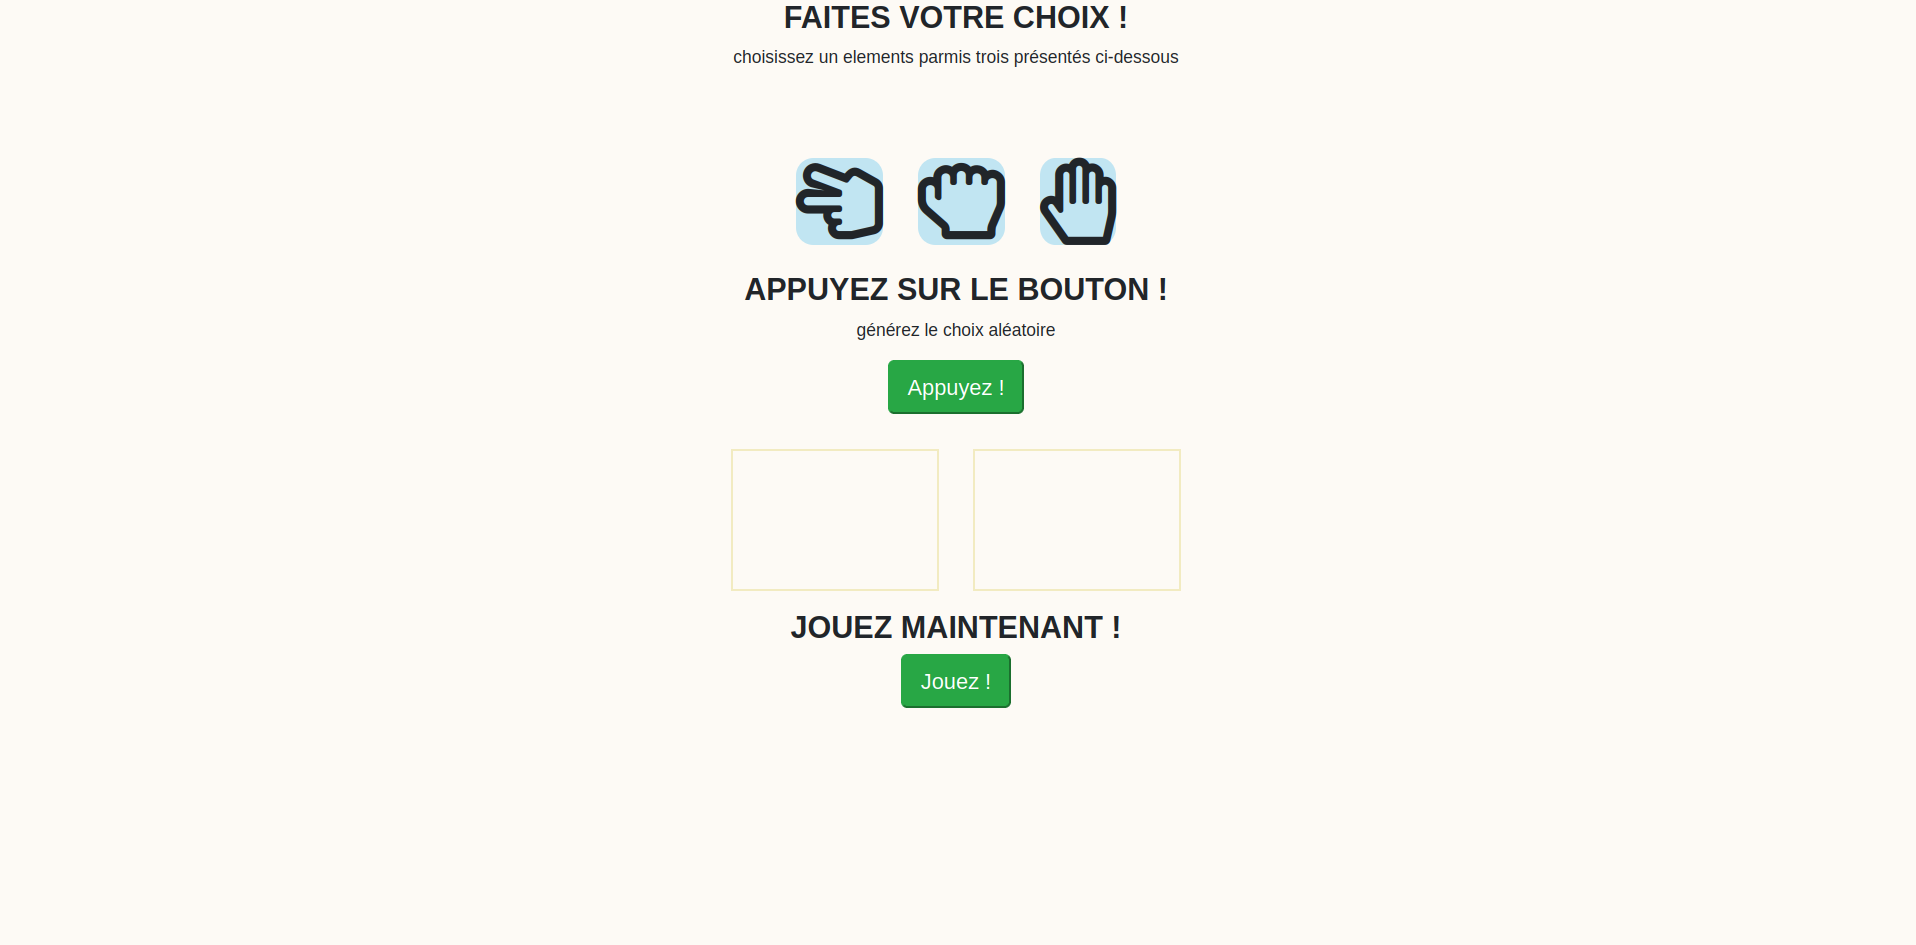 FAITES VOTRE CHOIX !
choisissez un elements parmis trois présentés ci-dessous
APPUYEZ SUR LE BOUTON !
générez le choix aléatoire
Appuyez !
JOUEZ MAINTENANT !
Jouez !